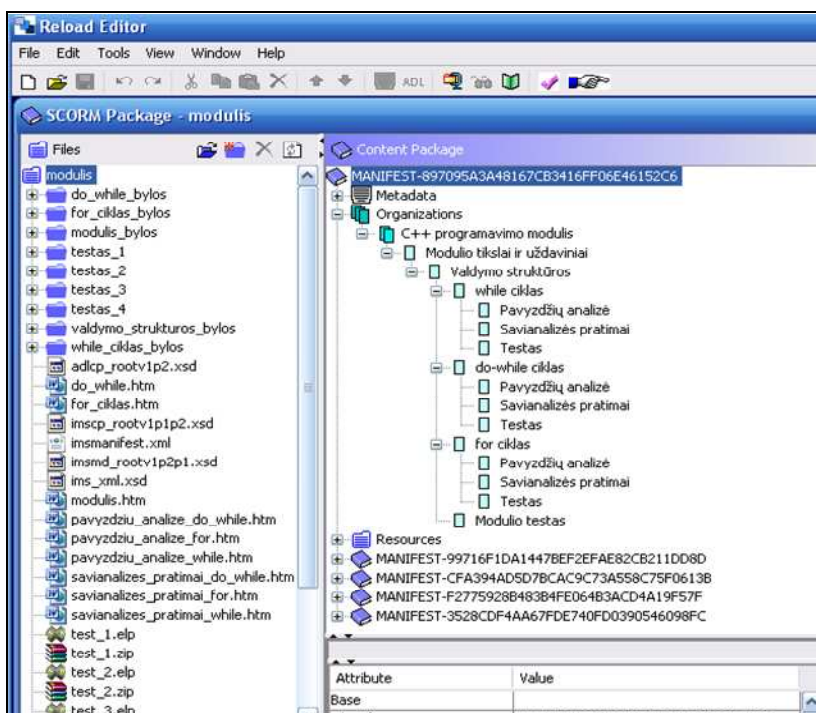 Reload Editor
File Edit Tools View Window Help
ADL
SCORM Package - modulis
Files
modulis
do_while_bylos
for_ciklas_bylos
modulis_bylos
testas_1
testas_2
testas_3
testas_4
valdymo_strukturos_bylos
while_ciklas_bylos
adlcp_rootv1p2.xsd
do_while.htm
for_ciklas.htm
imscp_rootv1p1p2.xsd
imsmanifest.xml
imsmd_rootv1p2p1.xsd
ims_xml.xsd
modulis.htm
pavyzdziu_analize_do_while.htm
pavyzdziu_analize_for.htm
pavyzdziu_analize_while.htm
savianalizes_pratimai_do_while.htm
savianalizes_pratimai_for.htm
savianalizes_pratimai_while.htm
test_1.elp
test_1.zip
test_2.elp
test_2.zip
test_3.elp
Content Package
MANIFEST-897095A3A48167CB3416FF06E46152C6
Metadata
Organizations
C++ programavimo modulis
Modulio tikslai ir uždaviniai
Valdymo struktūros
while ciklas
Pavyzdžių analizė
Savianalizės pratimai
Testas
do-while ciklas
Pavyzdžių analizė
Savianalizės pratimai
Testas
for ciklas
Pavyzdžių analizė
Savianalizės pratimai
Testas
Modulio testas
Resources
MANIFEST-99716F1DA1447BEF2EFAE82CB211DD8D
MANIFEST-CFA394AD5D7BCAC9C73A558C75F0613B
MANIFEST-F2775928B483B4FE064B3ACD4A19F57F
MANIFEST-3528CDF4AA67FDE740FD0390546098FC
Attribute Value
Base